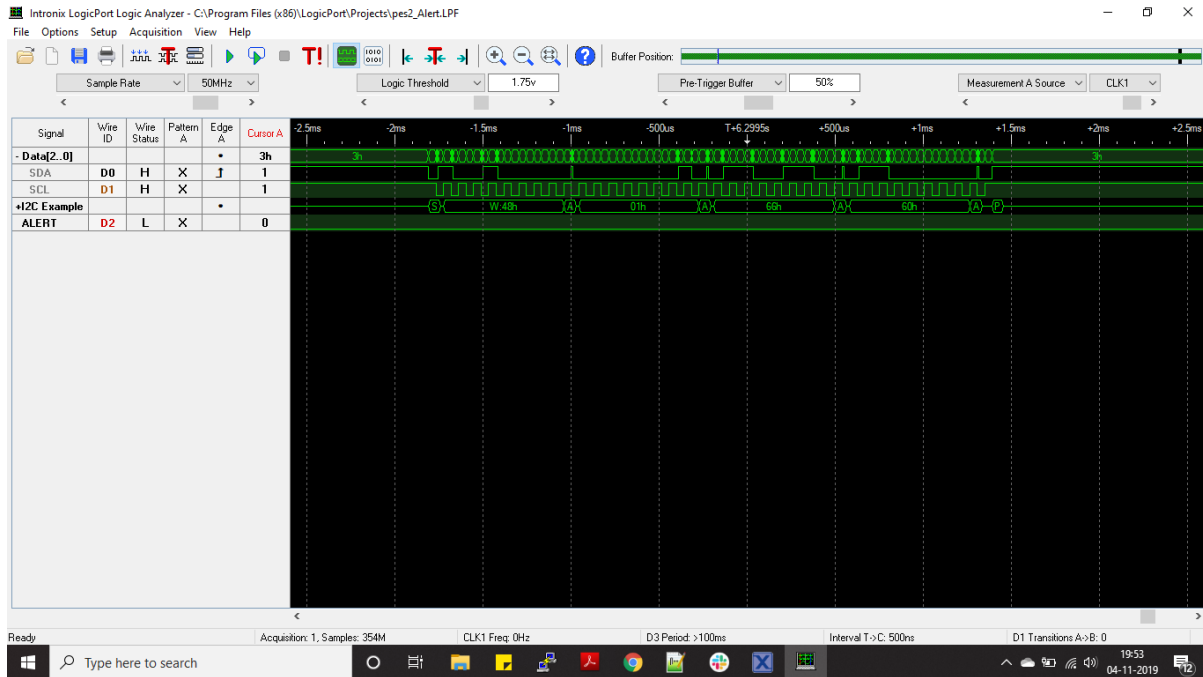 Intronix LogicPort Logic Analyzer - C:\Program Files (x86)\LogicPort\Projects\pes2_Alert.LPF
File Options Setup Acquisition View Help
T! Buffer Position:
Sample Rate 50MHz Logic Threshold 1.75v Pre-Trigger Buffer 50% Measurement A Source CLK1
Signal Wire ID Wire Status Pattern A Edge A Cursor A -2.5ms -2ms -1.5ms -1ms -500us T+6.2995s +500us +1ms +1.5ms +2ms +2.5ms
- Data[2..0] 3h 3h 3h
SDA D0 H X 1
SCL D1 H X 1
+I2C Example S W:48h A 01h A 66h A 60h A P
ALERT D2 L X 0
Ready Acquisition: 1, Samples: 354M CLK1 Freq: 0Hz D3 Period: >100ms Interval T->C: 500ns D1 Transitions A->B: 0
Type here to search 19:53
04-11-2019 12